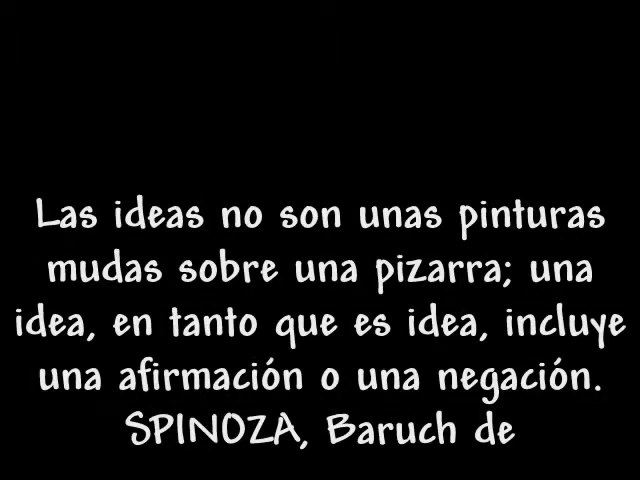 Las ideas no son unas pinturas
mudas sobre una pizarra; una
idea, en tanto que es idea, incluye
una afirmación o una negación.
SPINOZA, Baruch de